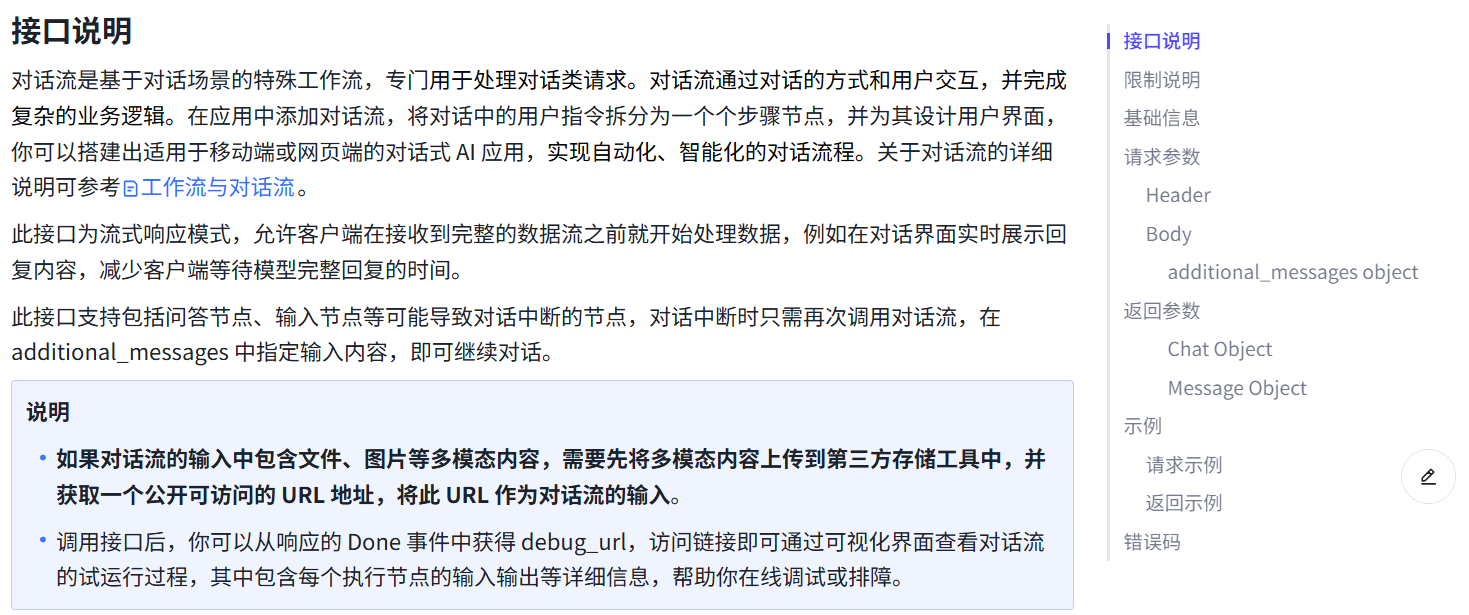 接口说明
对话流是基于对话场景的特殊工作流，专门用于处理对话类请求。对话流通过对话的方式和用户交互，并完成
复杂的业务逻辑。在应用中添加对话流，将对话中的用户指令拆分为一个个步骤节点，并为其设计用户界面，
你可以搭建出适用于移动端或网页端的对话式 AI 应用，实现自动化、智能化的对话流程。关于对话流的详细
说明可参考工作流与对话流。
此接口为流式响应模式，允许客户端在接收到完整的数据流之前就开始处理数据，例如在对话界面实时展示回
复内容，减少客户端等待模型完整回复的时间。
此接口支持包括问答节点、输入节点等可能导致对话中断的节点，对话中断时只需再次调用对话流，在
additional_messages 中指定输入内容，即可继续对话。
说明
• 如果对话流的输入中包含文件、图片等多模态内容，需要先将多模态内容上传到第三方存储工具中，并
获取一个公开可访问的 URL 地址，将此 URL 作为对话流的输入。
• 调用接口后，你可以从响应的 Done 事件中获得 debug_url，访问链接即可通过可视化界面查看对话流
的试运行过程，其中包含每个执行节点的输入输出等详细信息，帮助你在线调试或排障。
接口说明
限制说明
基础信息
请求参数
Header
Body
additional_messages object
返回参数
Chat Object
Message Object
示例
请求示例
返回示例
错误码